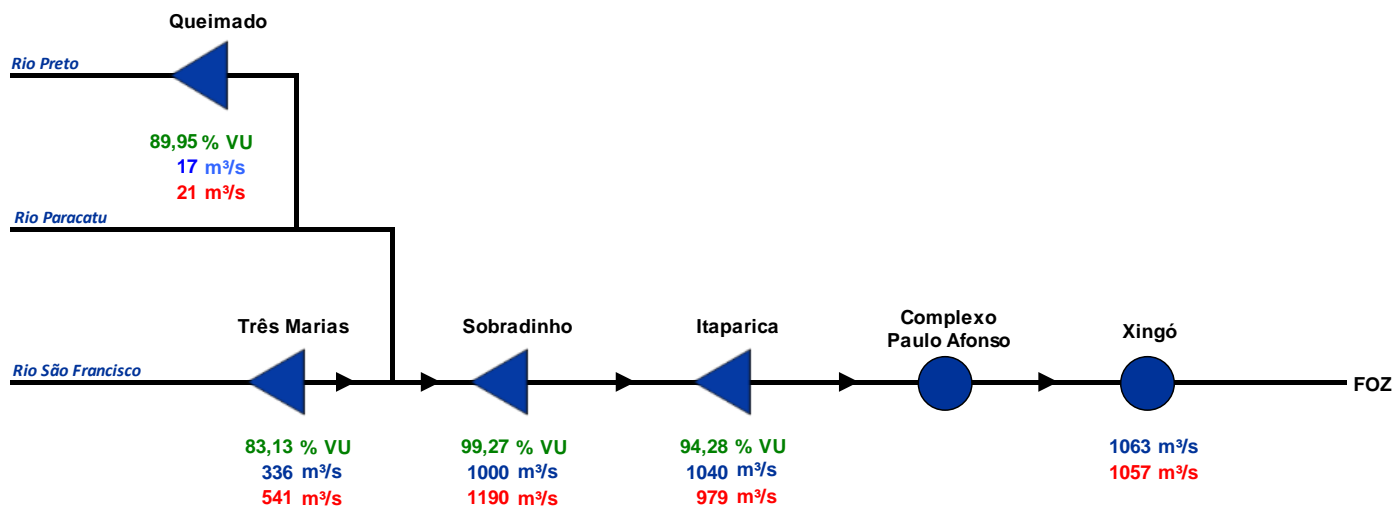 Queimado
Rio Preto
89,95 % VU
17 m³/s
21 m³/s
Rio Paracatu
Três Marias
Sobradinho
Itaparica
Complexo
Paulo Afonso
Xingó
Rio São Francisco
FOZ
83,13 % VU
336 m³/s
541 m³/s
99,27 % VU
1000 m³/s
1190 m³/s
94,28 % VU
1040 m³/s
979 m³/s
1063 m³/s
1057 m³/s